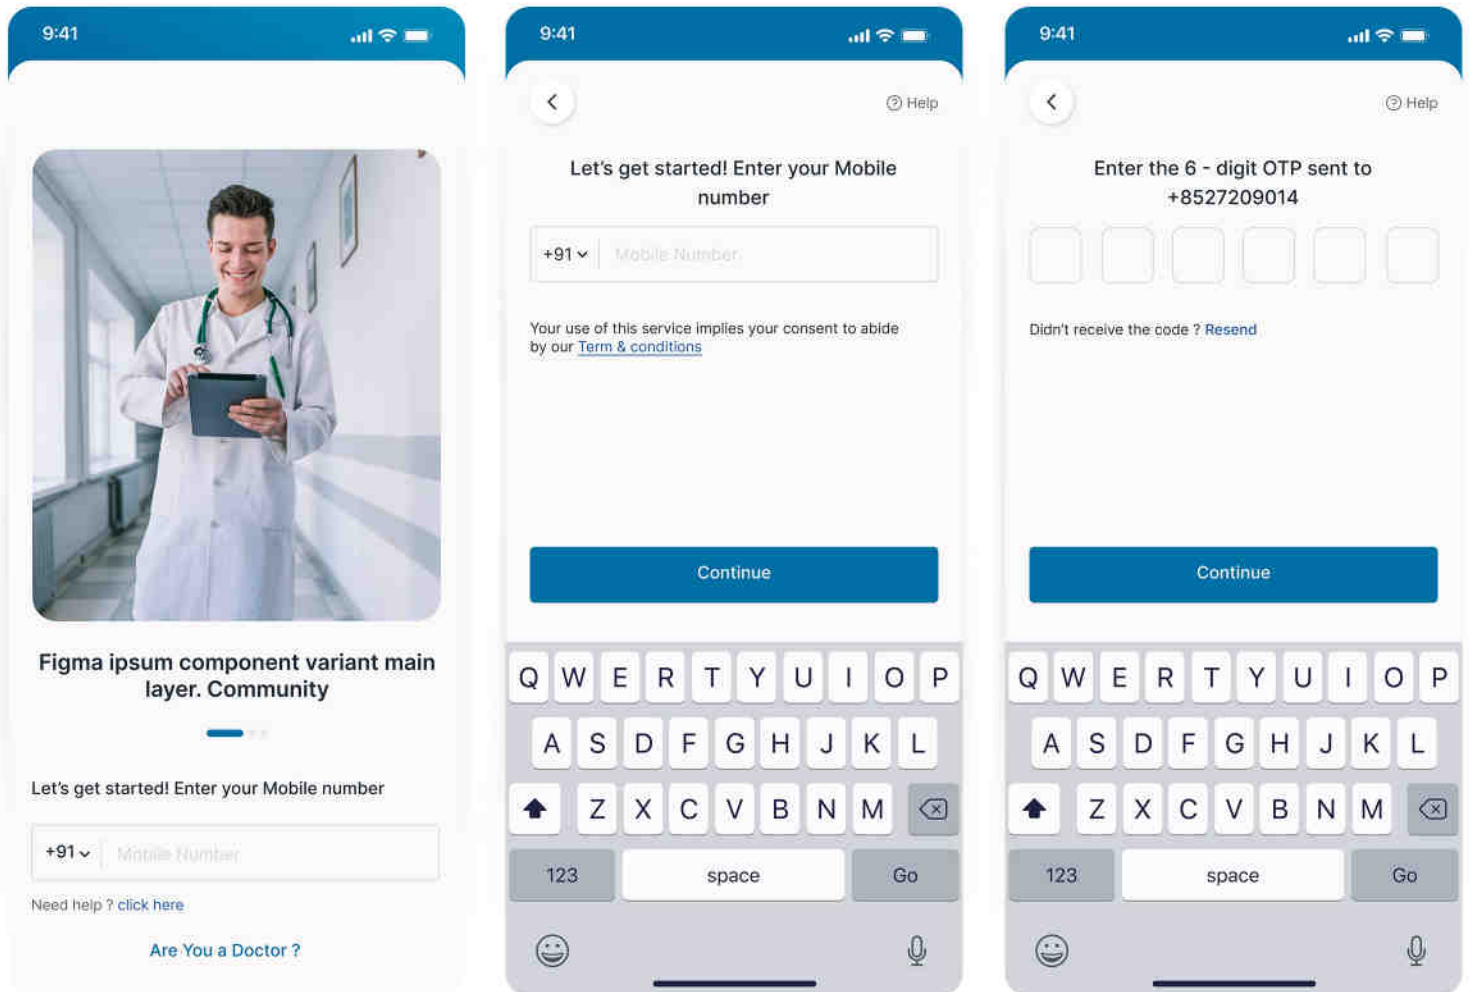 9:41
Figma ipsum component variant main
layer. Community
Let's get started! Enter your Mobile number
+91
Mobile Number
Need help ? click here
Are You a Doctor ?
9:41
Help
Let's get started! Enter your Mobile
number
+91
Mobile Number
Your use of this service implies your consent to abide
by our Term & conditions
Continue
Q W E R T Y U I O P
A S D F G H J K L
Z X C V B N M
123 space Go
9:41
Help
Enter the 6 - digit OTP sent to
+8527209014
Didn't receive the code ? Resend
Continue
Q W E R T Y U I O P
A S D F G H J K L
Z X C V B N M
123 space Go